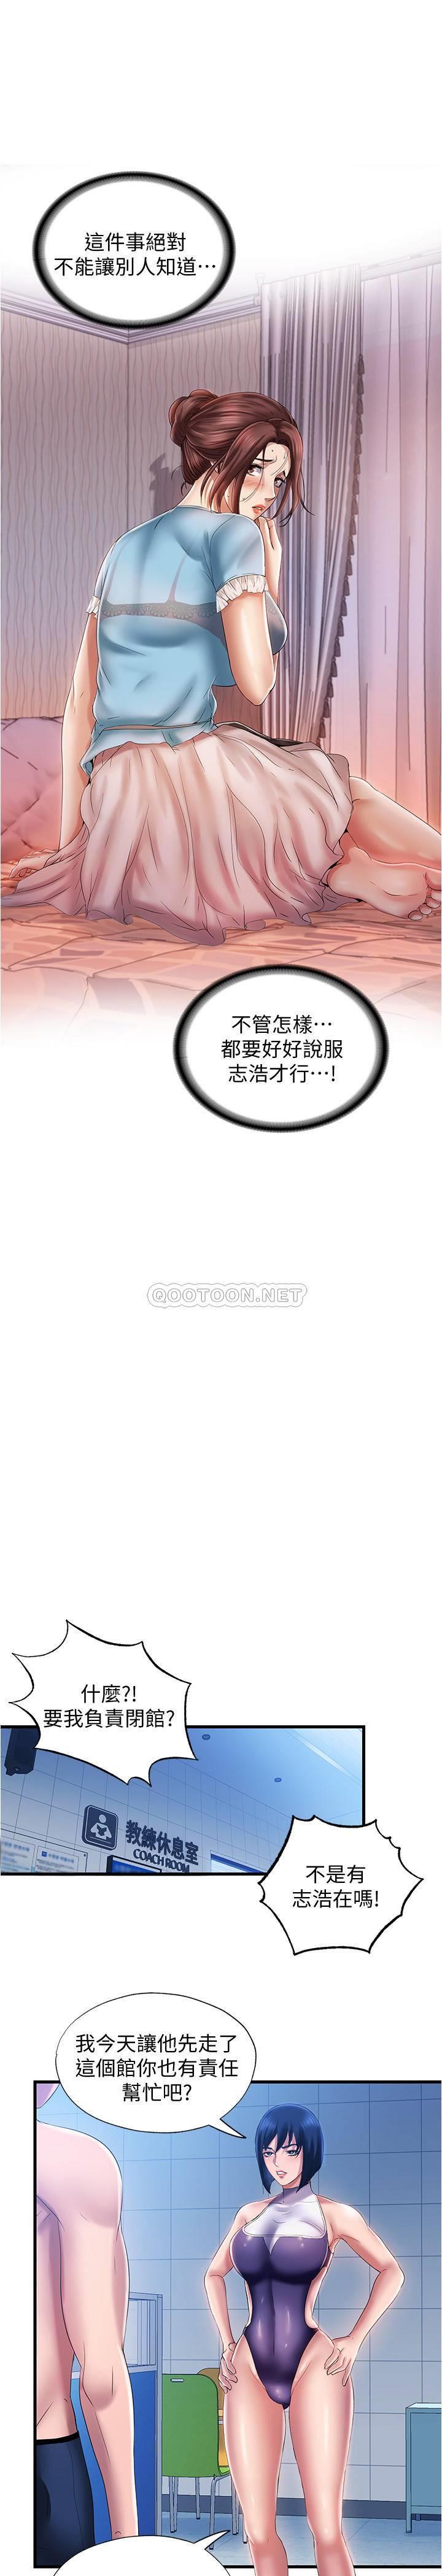 這件事絕對
不能讓別人知道⋯
不管怎樣⋯
都要好好說服
志浩才行⋯!
QOOTOON.NET
什麼?!
要我負責閉館?
教練休息室
COACH ROOM
不是有
志浩在嗎!
我今天讓他先走了
這個館你也有責任
幫忙吧?